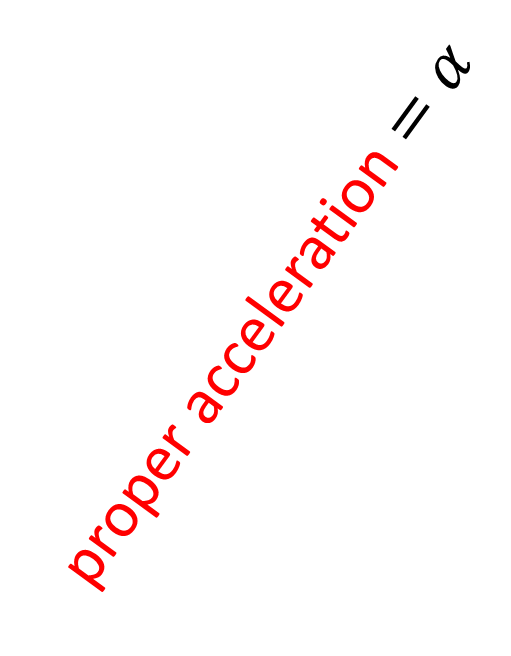 proper acceleration = α